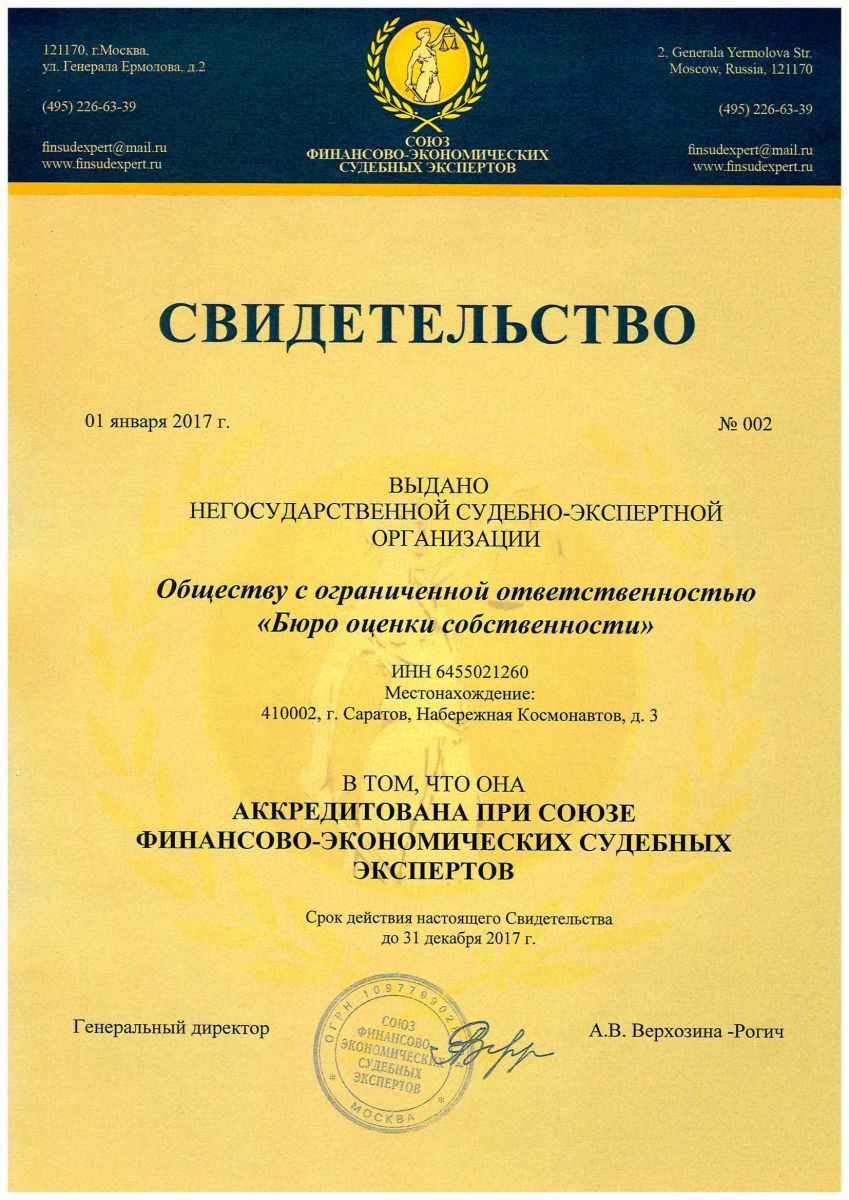 121170, г.Москва,
ул. Генерала Ермолова, д.2
(495) 226-63-39
finsudexpert@mail.ru
www.finsudexpert.ru
СОЮЗ
ФИНАНСОВО-ЭКОНОМИЧЕСКИХ
СУДЕБНЫХ ЭКСПЕРТОВ
2, Generala Yermolova Str.
Moscow, Russia, 121170
(495) 226-63-39
finsudexpert@mail.ru
www.finsudexpert.ru
СВИДЕТЕЛЬСТВО
01 января 2017 г.
№ 002
ВЫДАНО
НЕГОСУДАРСТВЕННОЙ СУДЕБНО-ЭКСПЕРТНОЙ
ОРГАНИЗАЦИИ
Обществу с ограниченной ответственностью
«Бюро оценки собственности»
ИНН 6455021260
Местонахождение:
410002, г. Саратов, Набережная Космонавтов, д. 3
В ТОМ, ЧТО ОНА
АККРЕДИТОВАНА ПРИ СОЮЗЕ
ФИНАНСОВО-ЭКОНОМИЧЕСКИХ СУДЕБНЫХ
ЭКСПЕРТОВ
Срок действия настоящего Свидетельства
до 31 декабря 2017 г.
Генеральный директор
ОГРН
СОЮЗ
ФИНАНСОВО-
ЭКОНОМИЧЕСКИХ
СУДЕБНЫХ
ЭКСПЕРТОВ
* МОСКВА *
А.В. Верхозина -Рогич